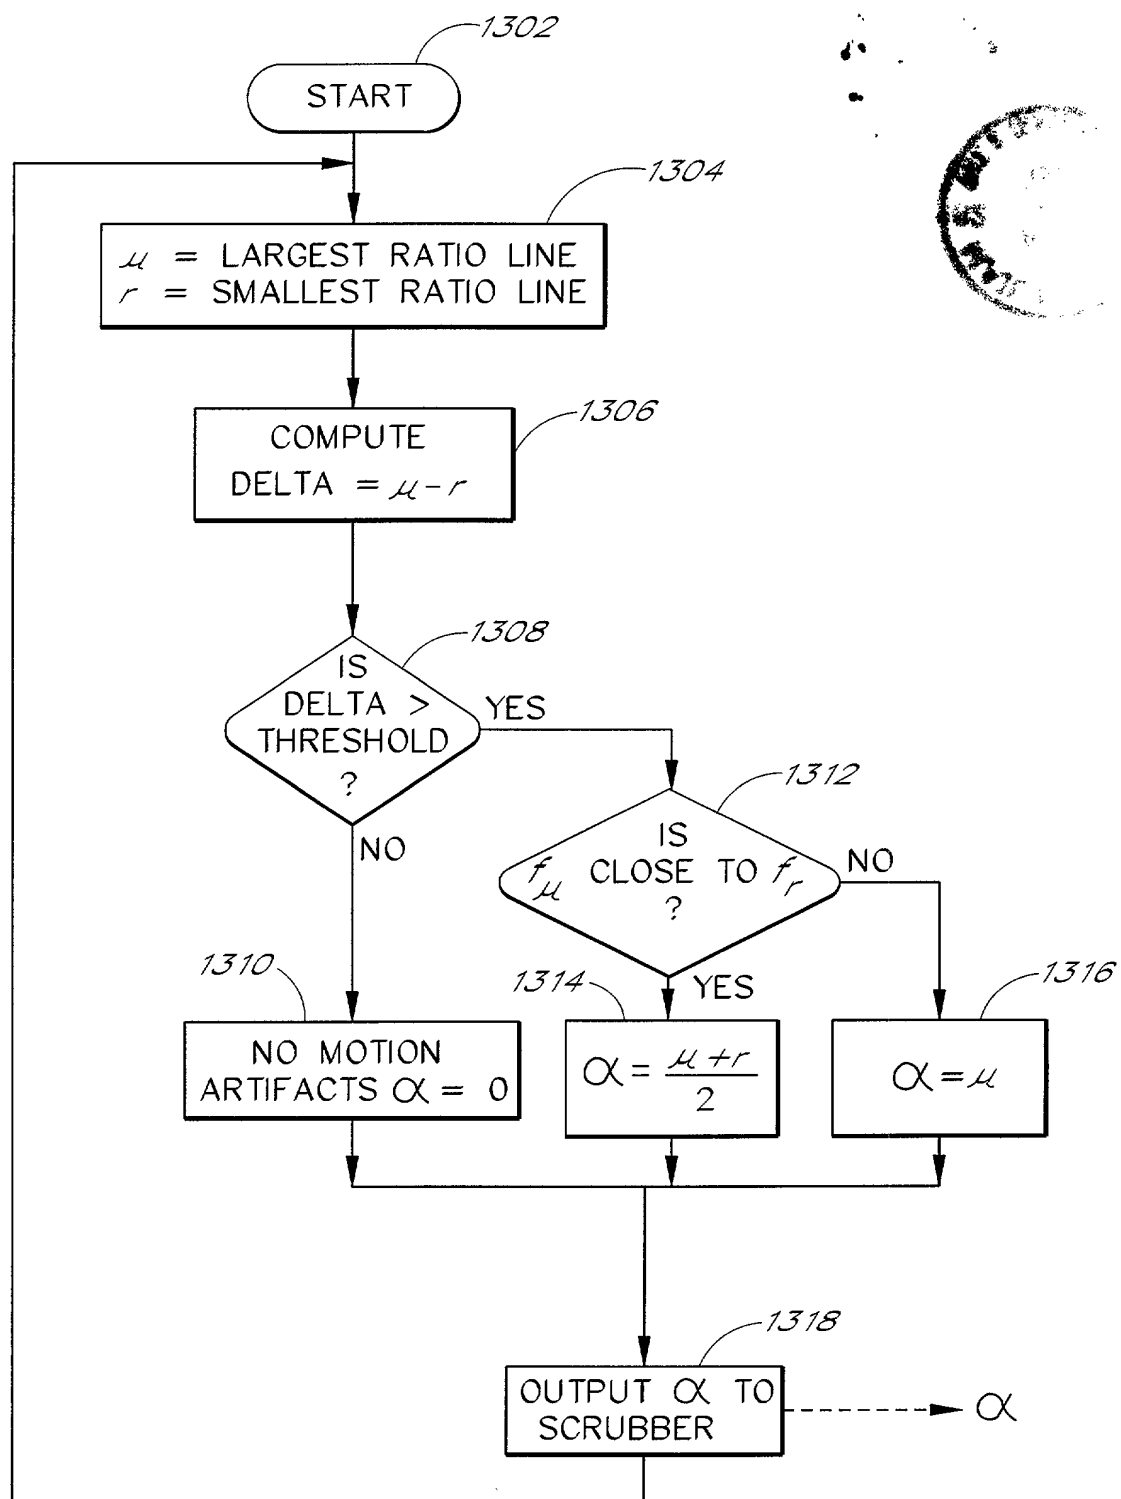 1302
START
1304
μ = LARGEST RATIO LINE
r = SMALLEST RATIO LINE
1306
COMPUTE
DELTA = μ - r
1308
IS
DELTA >
THRESHOLD
?
YES
NO
1312
IS
f_μ CLOSE TO f_r
?
NO
YES
1310
NO MOTION
ARTIFACTS α = 0
1314
α = (μ + r) / 2
1316
α = μ
1318
OUTPUT α TO
SCRUBBER
α